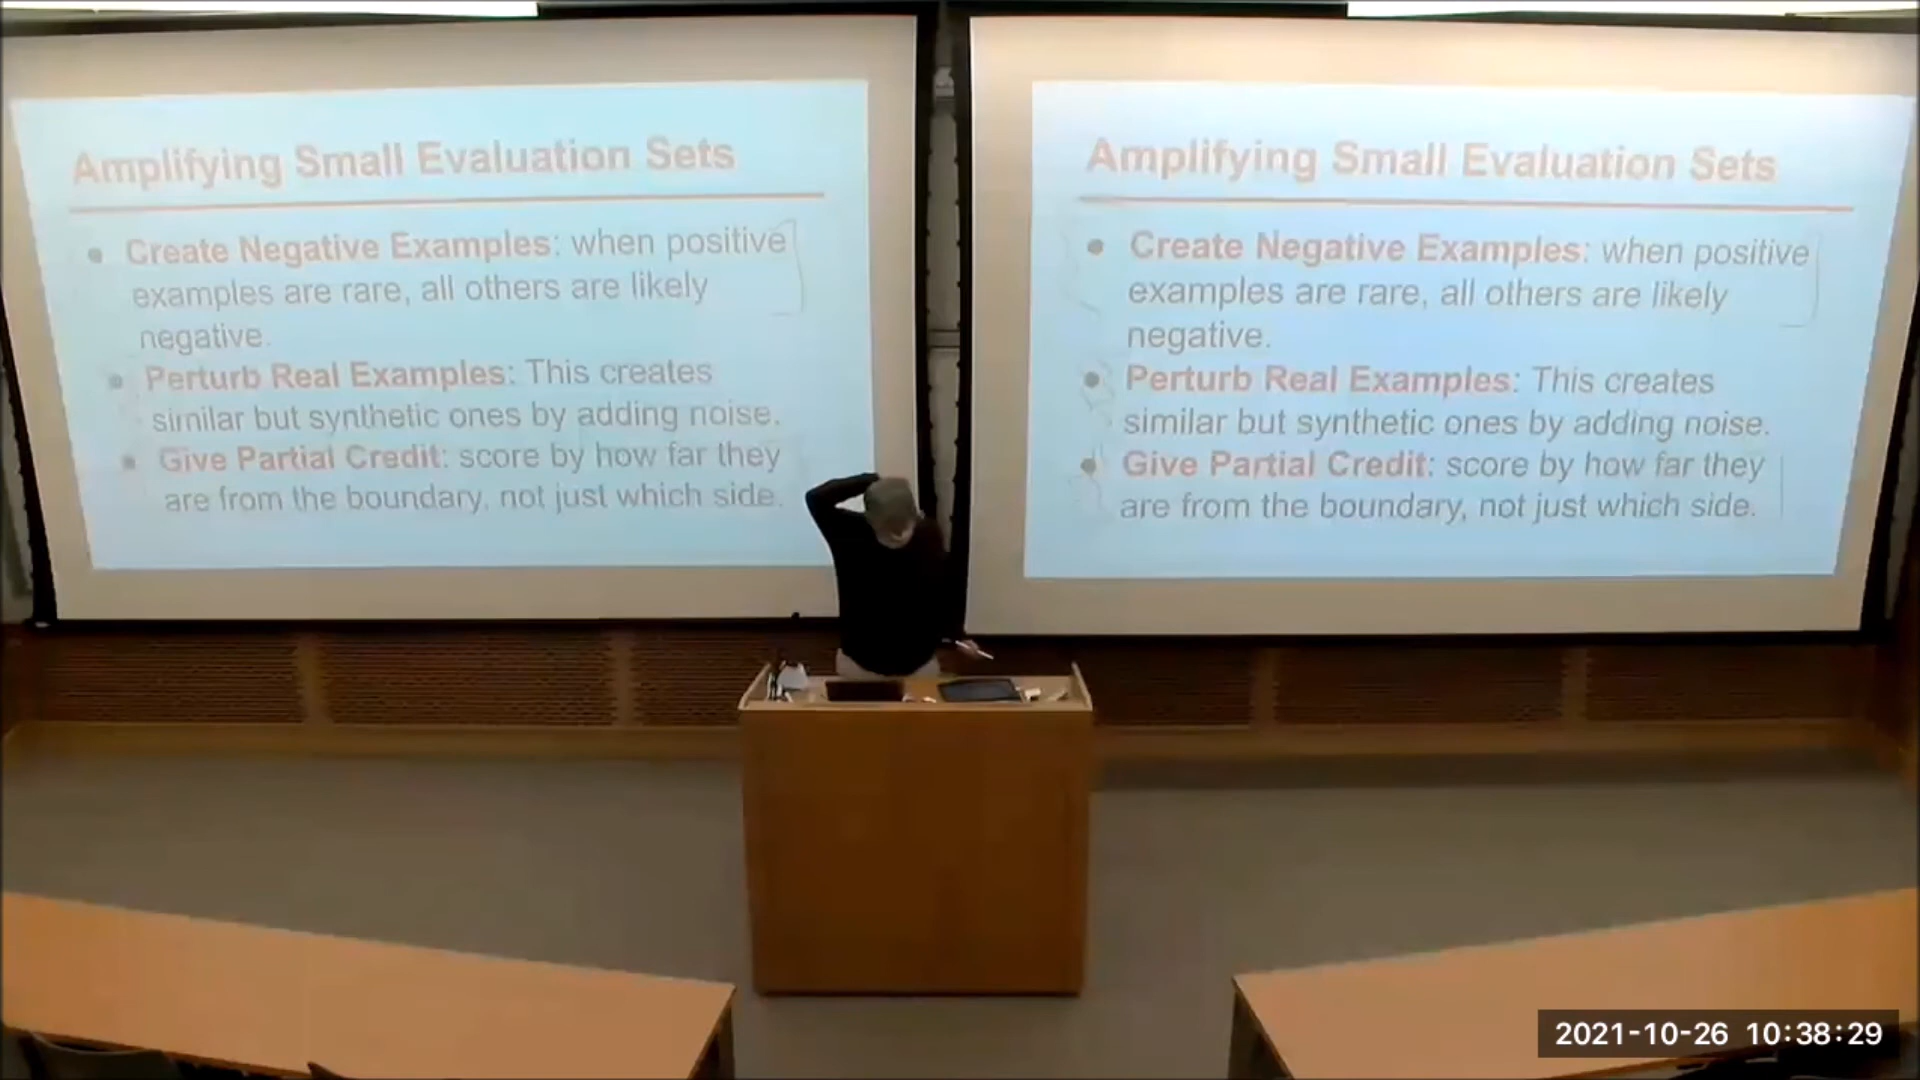 Amplifying Small Evaluation Sets
• Create Negative Examples: when positive
examples are rare, all others are likely
negative.
• Perturb Real Examples: This creates
similar but synthetic ones by adding noise.
• Give Partial Credit: score by how far they
are from the boundary, not just which side.
Amplifying Small Evaluation Sets
• Create Negative Examples: when positive
examples are rare, all others are likely
negative.
• Perturb Real Examples: This creates
similar but synthetic ones by adding noise.
• Give Partial Credit: score by how far they
are from the boundary, not just which side.
2021-10-26 10:38:29